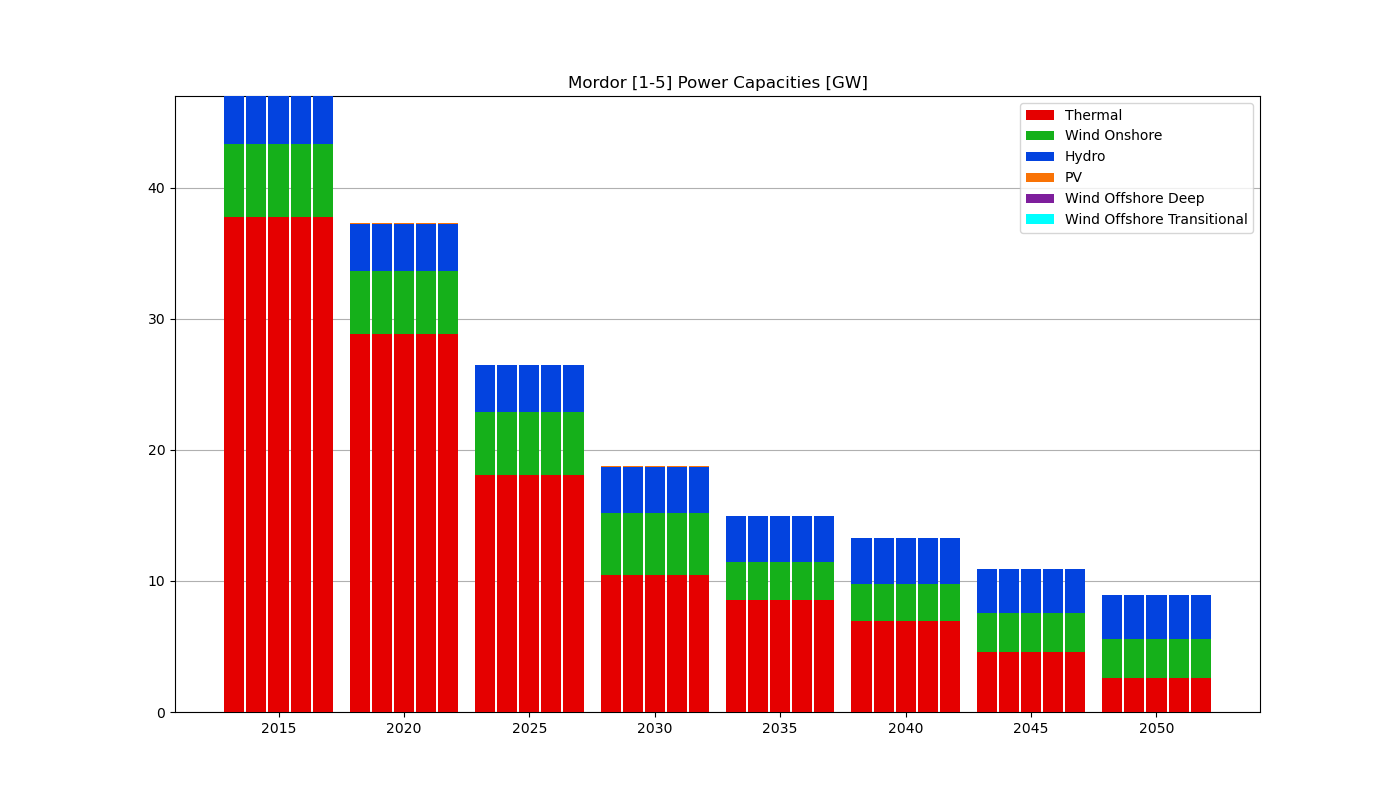 Mordor [1-5] Power Capacities [GW]
Thermal
Wind Onshore
Hydro
PV
Wind Offshore Deep
Wind Offshore Transitional
40
30
20
10
0
2015 2020 2025 2030 2035 2040 2045 2050